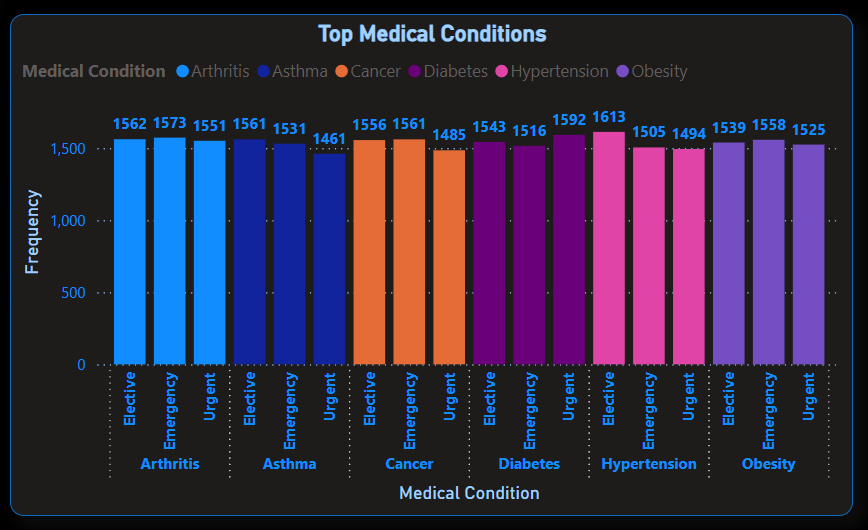 Top Medical Conditions
Medical Condition Arthritis Asthma Cancer Diabetes Hypertension Obesity
1562 1573 1551 1561 1531 1461 1556 1561 1485 1543 1516 1592 1613 1505 1494 1539 1558 1525
1,500
1,000
500
0
Frequency
Elective Emergency Urgent Elective Emergency Urgent Elective Emergency Urgent Elective Emergency Urgent Elective Emergency Urgent Elective Emergency Urgent
Arthritis Asthma Cancer Diabetes Hypertension Obesity
Medical Condition